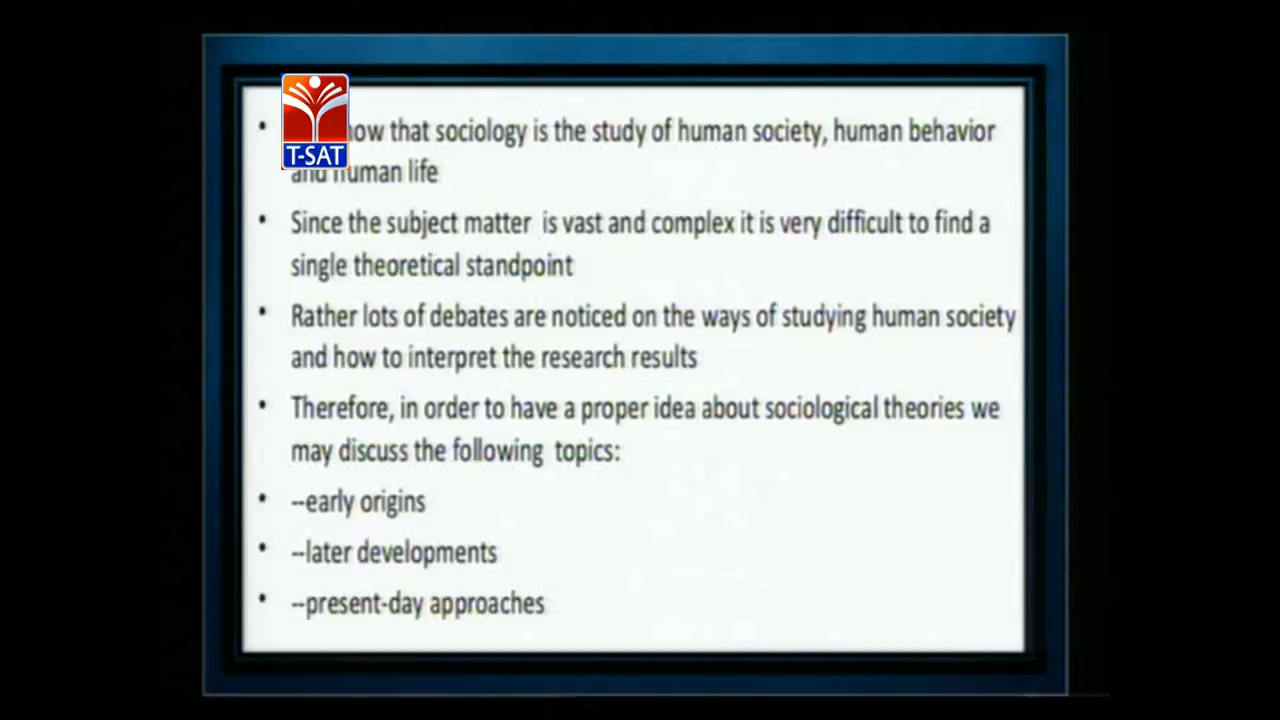 T-SAT
that sociology is the study of human society, human behavior
human life
• Since the subject matter is vast and complex it is very difficult to find a
single theoretical standpoint
• Rather lots of debates are noticed on the ways of studying human society
and how to interpret the research results
• Therefore, in order to have a proper idea about sociological theories we
may discuss the following topics:
• --early origins
• --later developments
• --present-day approaches